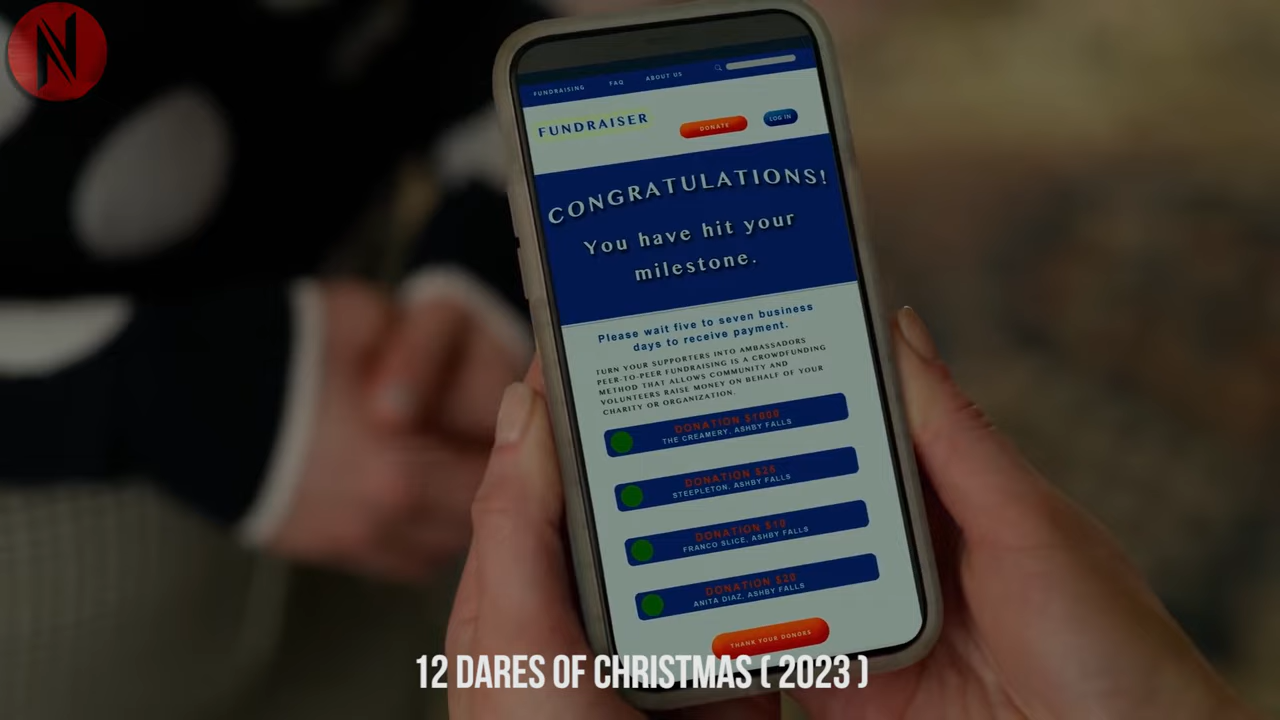 N
FUNDRAISING FAQ ABOUT US
FUNDRAISER
DONATE
LOG IN
CONGRATULATIONS!
You have hit your
milestone.
Please wait five to seven business
days to receive payment.
TURN YOUR SUPPORTERS INTO AMBASSADORS
PEER-TO-PEER FUNDRAISING IS A CROWDFUNDING
METHOD THAT ALLOWS COMMUNITY AND
VOLUNTEERS RAISE MONEY ON BEHALF OF YOUR
CHARITY OR ORGANIZATION.
DONATION $1000
THE CREAMERY, ASHBY FALLS
DONATION $25
STEEPLETON, ASHBY FALLS
DONATION $10
FRANCO SLICE, ASHBY FALLS
DONATION $20
ANITA DIAZ, ASHBY FALLS
THANK YOUR DONORS
12 DARES OF CHRISTMAS ( 2023 )